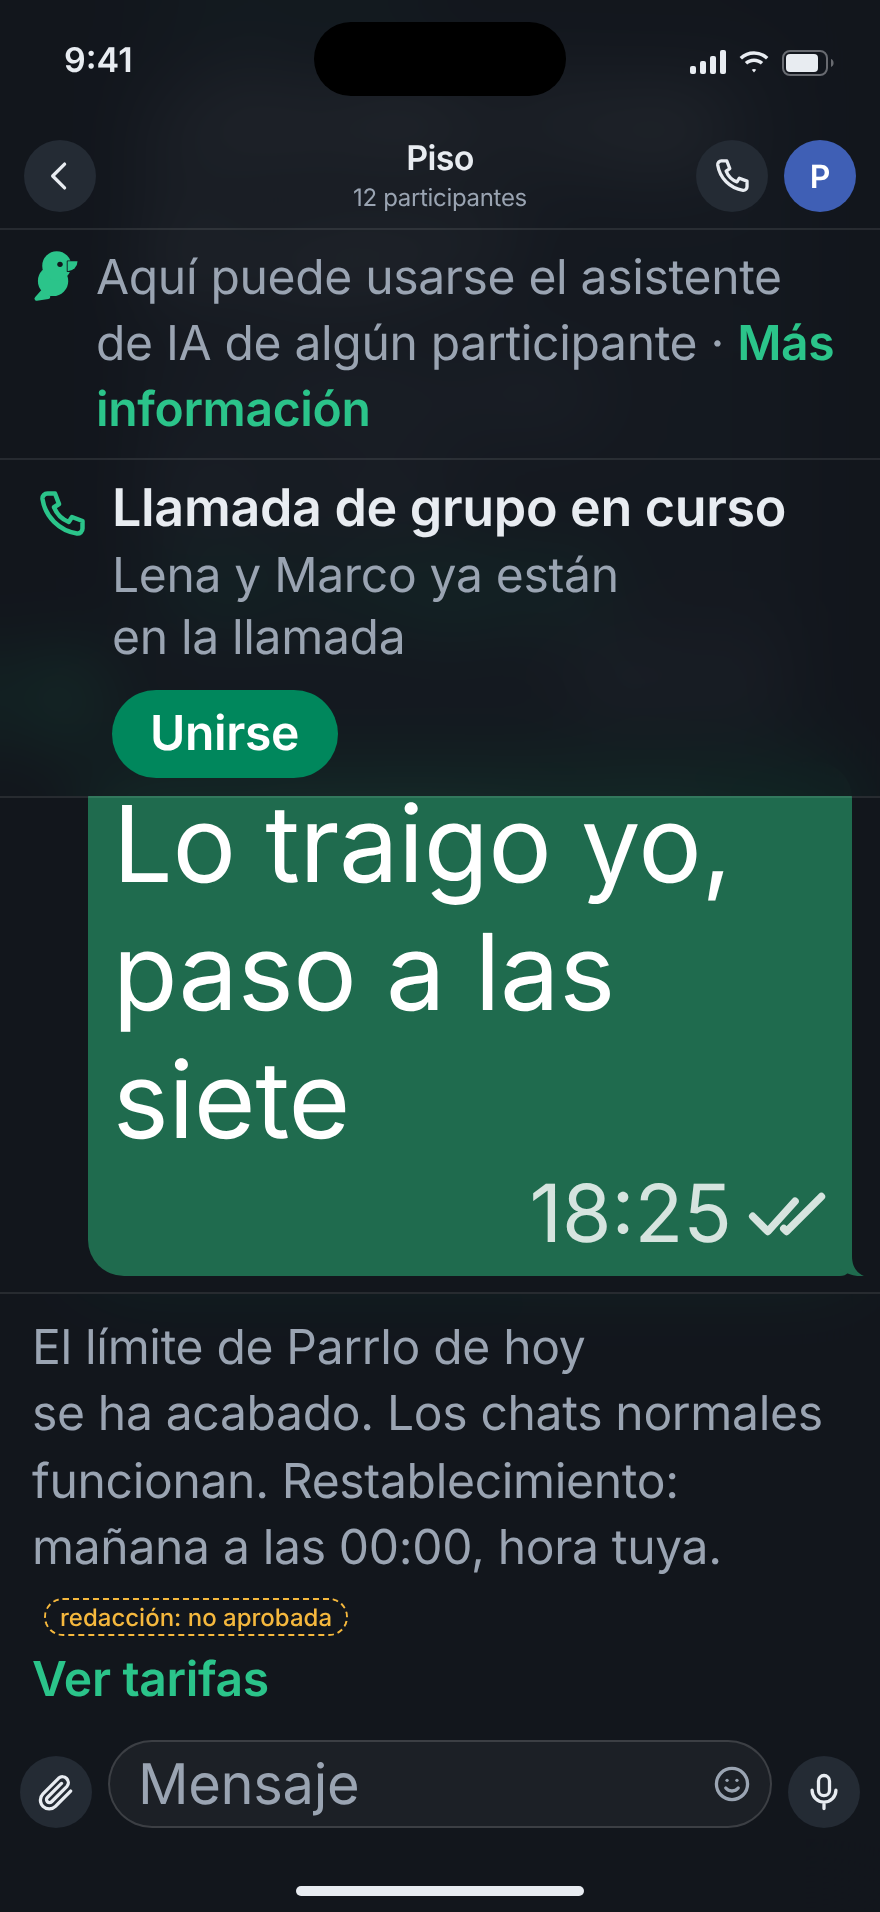 9:41
Piso
12 participantes
P
Aquí puede usarse el asistente
de IA de algún participante · Más
información
Llamada de grupo en curso
Lena y Marco ya están
en la llamada
Unirse
Lo traigo yo,
paso a las
siete
18:25
El límite de Parrlo de hoy
se ha acabado. Los chats normales
funcionan. Restablecimiento:
mañana a las 00:00, hora tuya.
redacción: no aprobada
Ver tarifas
Mensaje